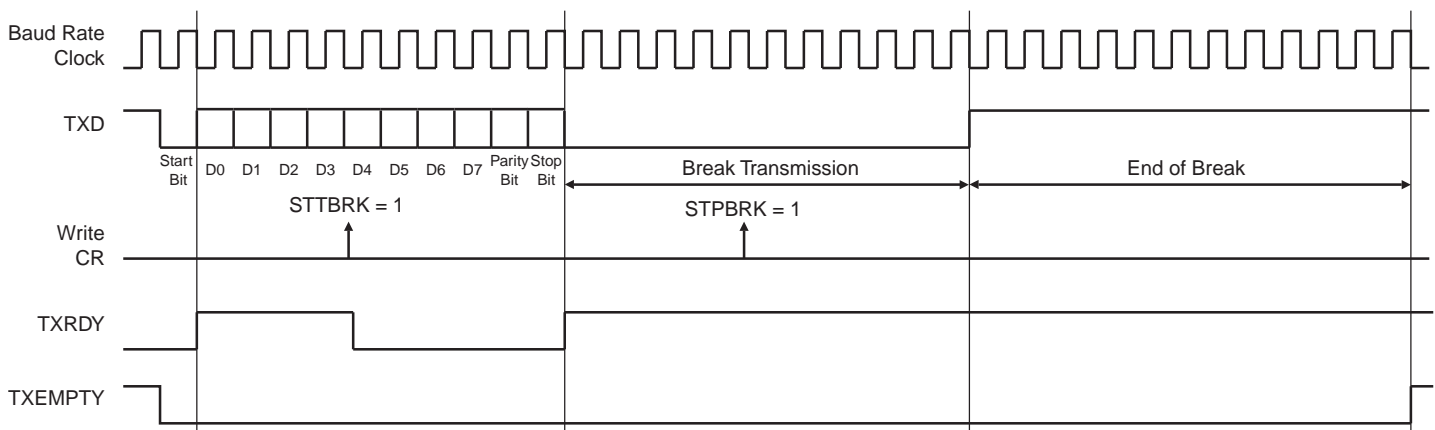 Baud Rate
Clock
TXD
Start
Bit
D0
D1
D2
D3
D4
D5
D6
D7
Parity
Bit
Stop
Bit
Break Transmission
End of Break
STTBRK = 1
STPBRK = 1
Write
CR
TXRDY
TXEMPTY